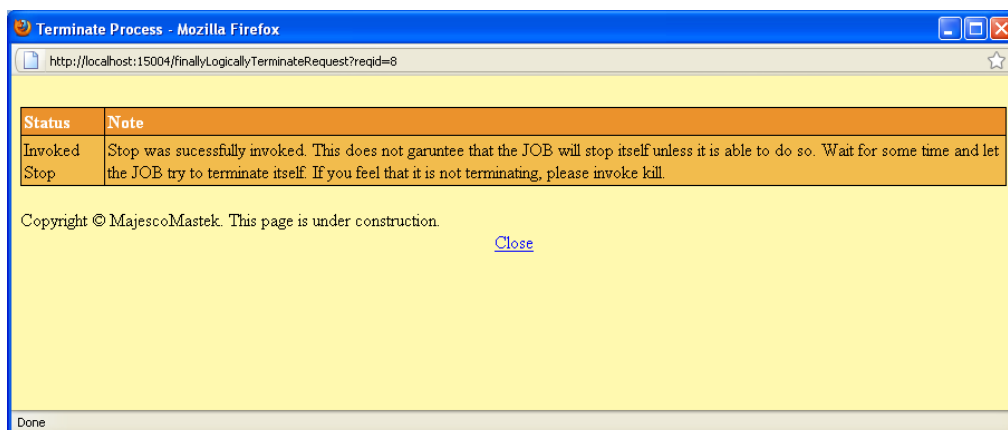 Terminate Process - Mozilla Firefox
http://localhost:15004/finallyLogicallyTerminateRequest?reqid=8
Status Note
Invoked Stop was sucessfully invoked. This does not garuntee that the JOB will stop itself unless it is able to do so. Wait for some time and let
Stop the JOB try to terminate itself. If you feel that it is not terminating, please invoke kill.
Copyright © MajescoMastek. This page is under construction.
Close
Done